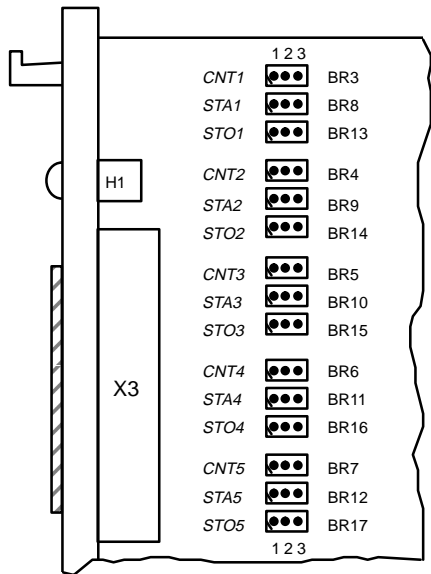 1 2 3
CNT1 BR3
STA1 BR8
STO1 BR13
H1
CNT2 BR4
STA2 BR9
STO2 BR14
CNT3 BR5
STA3 BR10
STO3 BR15
X3
CNT4 BR6
STA4 BR11
STO4 BR16
CNT5 BR7
STA5 BR12
STO5 BR17
1 2 3